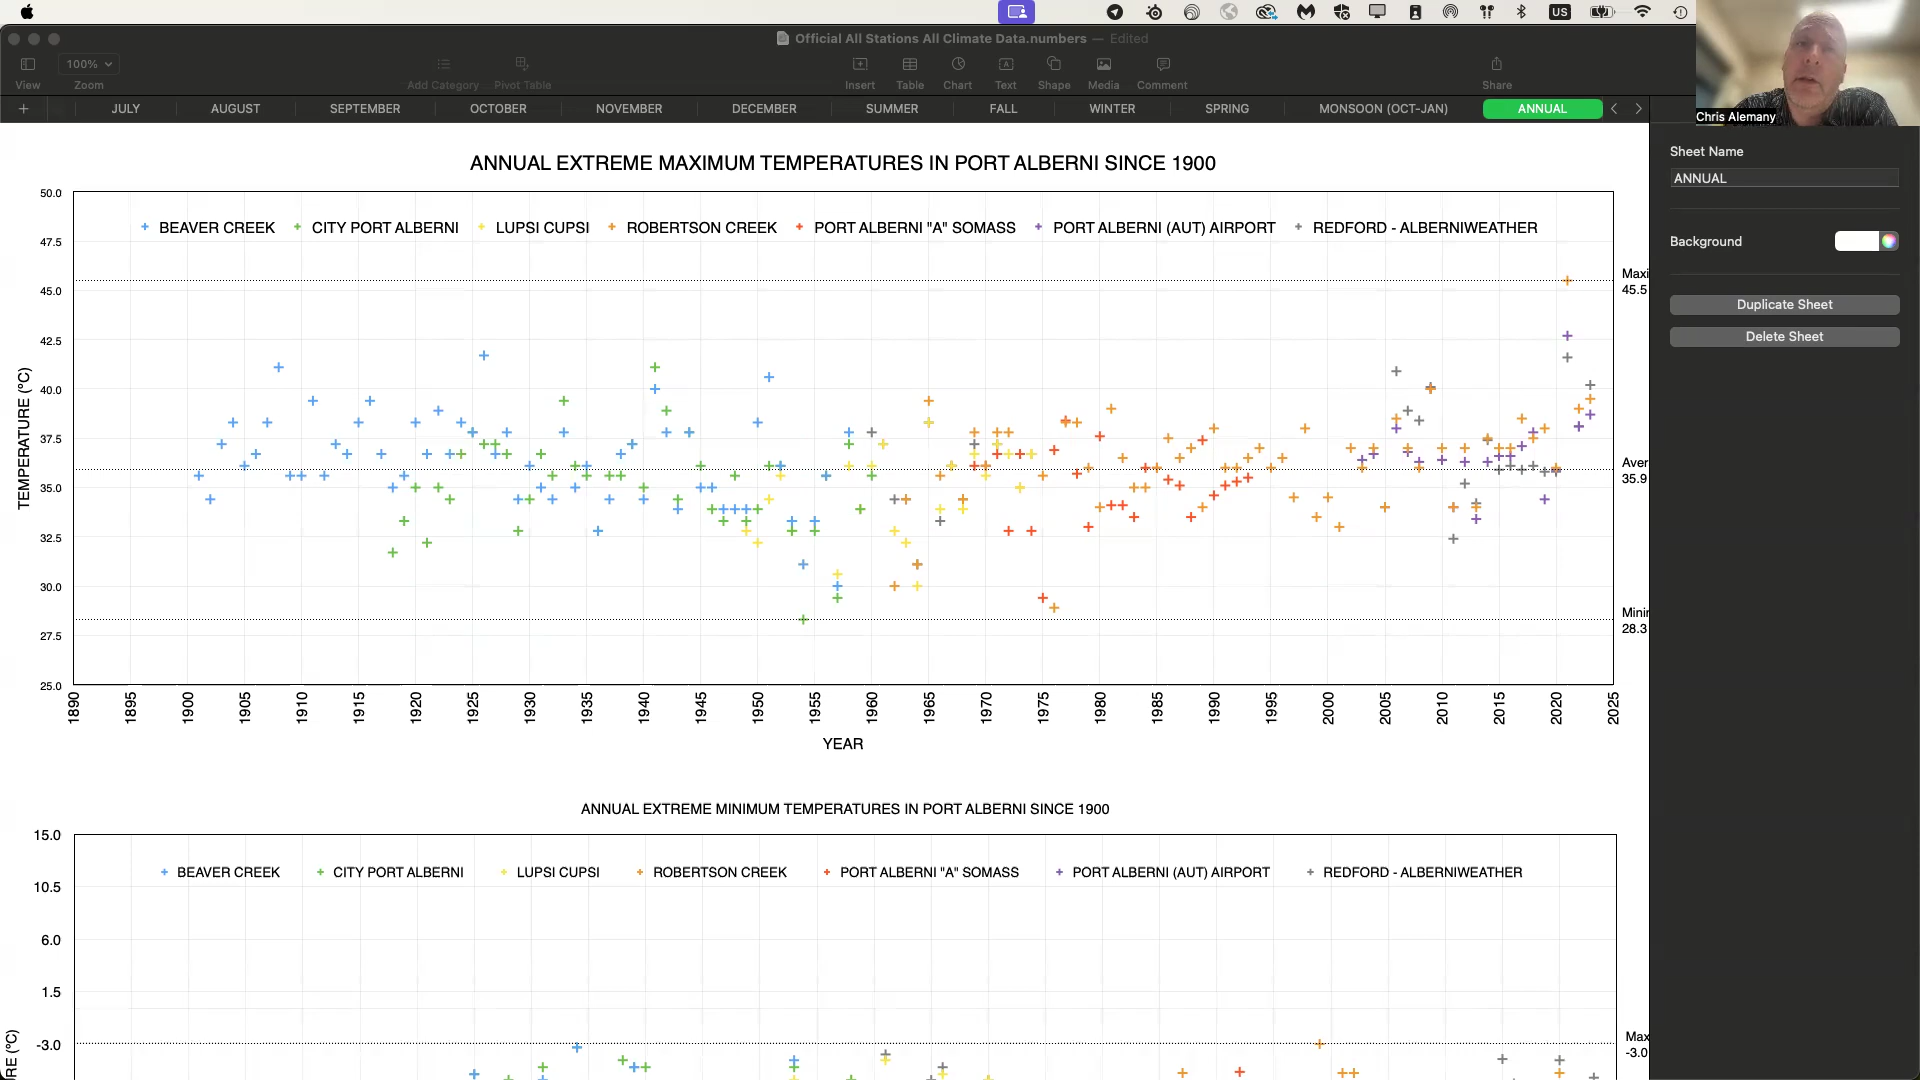 US
Official All Stations All Climate Data.numbers — Edited
100%
View
Zoom
Add Category
Pivot Table
Insert
Table
Chart
Text
Shape
Media
Comment
Share
+ JULY AUGUST SEPTEMBER OCTOBER NOVEMBER DECEMBER SUMMER FALL WINTER SPRING MONSOON (OCT-JAN) ANNUAL
Chris Alemany
Sheet Name
ANNUAL
Background
Duplicate Sheet
Delete Sheet
ANNUAL EXTREME MAXIMUM TEMPERATURES IN PORT ALBERNI SINCE 1900
BEAVER CREEK CITY PORT ALBERNI LUPSI CUPSI ROBERTSON CREEK PORT ALBERNI "A" SOMASS PORT ALBERNI (AUT) AIRPORT REDFORD - ALBERNIWEATHER
TEMPERATURE (°C)
50.0
47.5
45.0
42.5
40.0
37.5
35.0
32.5
30.0
27.5
25.0
Maxi
45.5
Aver
35.9
Minir
28.3
1890 1895 1900 1905 1910 1915 1920 1925 1930 1935 1940 1945 1950 1955 1960 1965 1970 1975 1980 1985 1990 1995 2000 2005 2010 2015 2020 2025
YEAR
ANNUAL EXTREME MINIMUM TEMPERATURES IN PORT ALBERNI SINCE 1900
BEAVER CREEK CITY PORT ALBERNI LUPSI CUPSI ROBERTSON CREEK PORT ALBERNI "A" SOMASS PORT ALBERNI (AUT) AIRPORT REDFORD - ALBERNIWEATHER
15.0
10.5
6.0
1.5
-3.0
RE (°C)
Max
-3.0